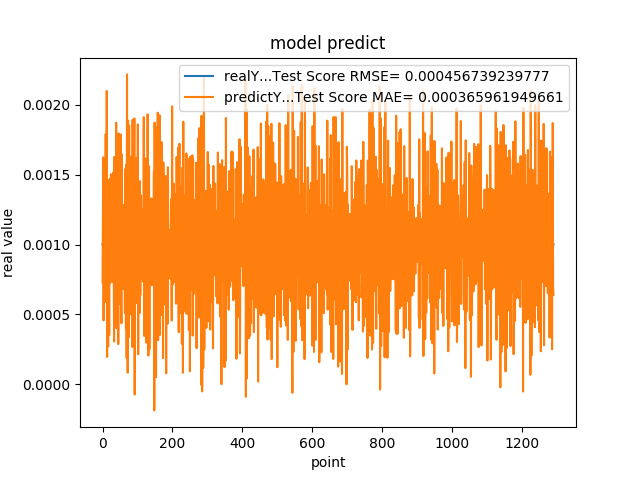 model predict
realY...Test Score RMSE= 0.000456739239777
predictY...Test Score MAE= 0.000365961949661
0.0020
0.0015
0.0010
0.0005
0.0000
real value
0 200 400 600 800 1000 1200
point